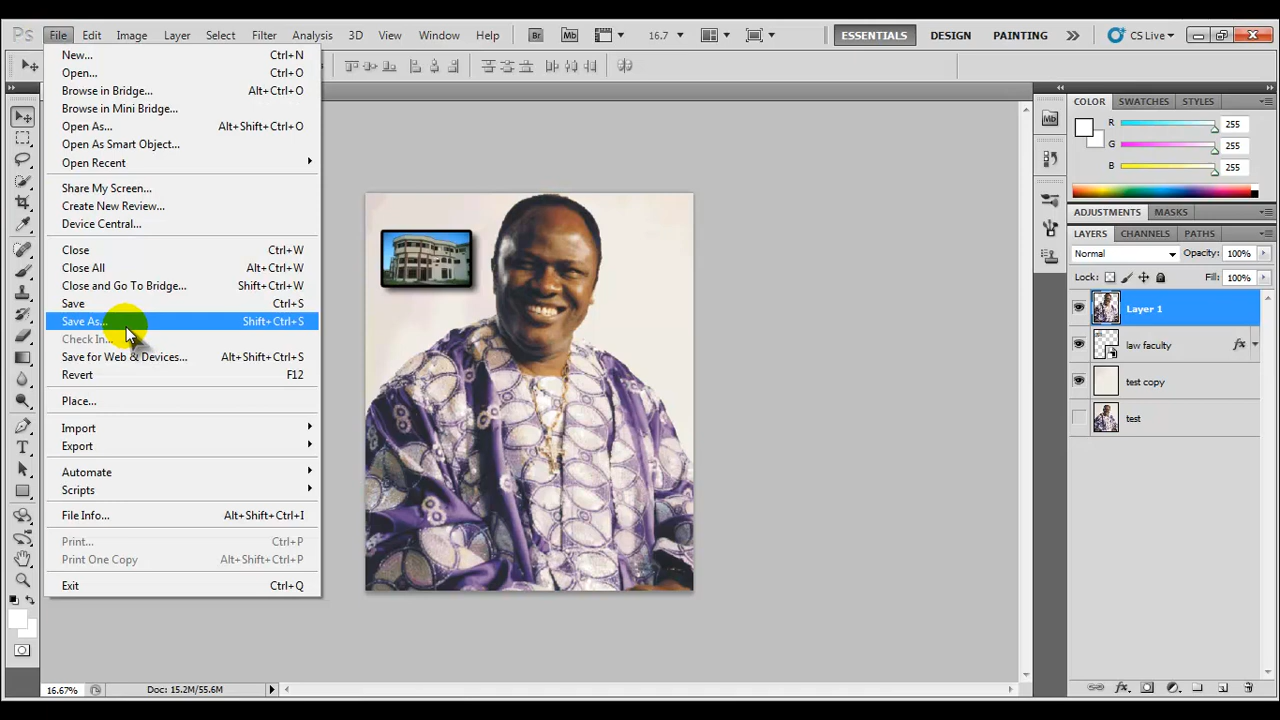 Ps File Edit Image Layer Select Filter Analysis 3D View Window Help Br Mb 16.7 ESSENTIALS DESIGN PAINTING CS Live
New... Ctrl+N
Open... Ctrl+O
Browse in Bridge... Alt+Ctrl+O
Browse in Mini Bridge...
Open As... Alt+Shift+Ctrl+O
Open As Smart Object...
Open Recent
Share My Screen...
Create New Review...
Device Central...
Close Ctrl+W
Close All Alt+Ctrl+W
Close and Go To Bridge... Shift+Ctrl+W
Save Ctrl+S
Save As... Shift+Ctrl+S
Check In...
Save for Web & Devices... Alt+Shift+Ctrl+S
Revert F12
Place...
Import
Export
Automate
Scripts
File Info... Alt+Shift+Ctrl+I
Print... Ctrl+P
Print One Copy Alt+Shift+Ctrl+P
Exit Ctrl+Q
16.67% Doc: 15.2M/55.6M
Mb
COLOR SWATCHES STYLES
R 255
G 255
B 255
ADJUSTMENTS MASKS
LAYERS CHANNELS PATHS
Normal Opacity: 100%
Lock: Fill: 100%
Layer 1
law faculty fx
test copy
test
fx